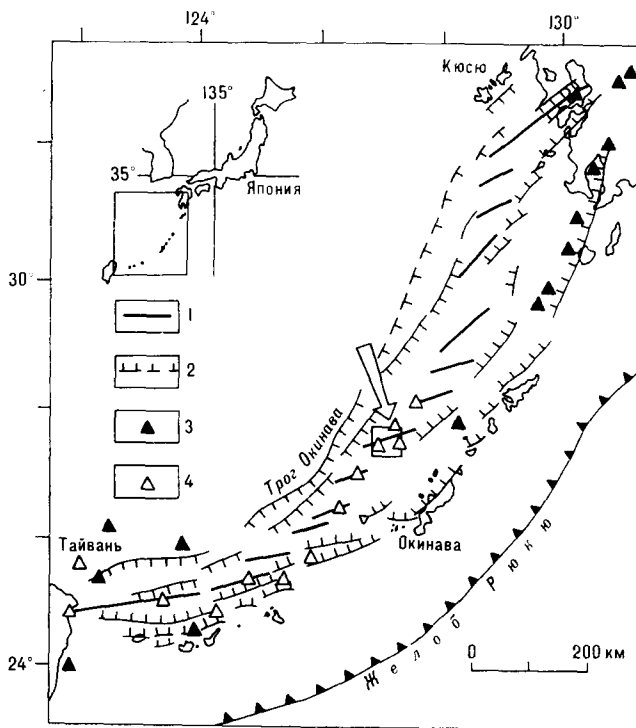 124°
130°
Кюсю
135°
35°
Япония
30°
1
2
3
4
Трог Окинава
Тайвань
Окинава
Желоб Рюкю
24°
0 200 км